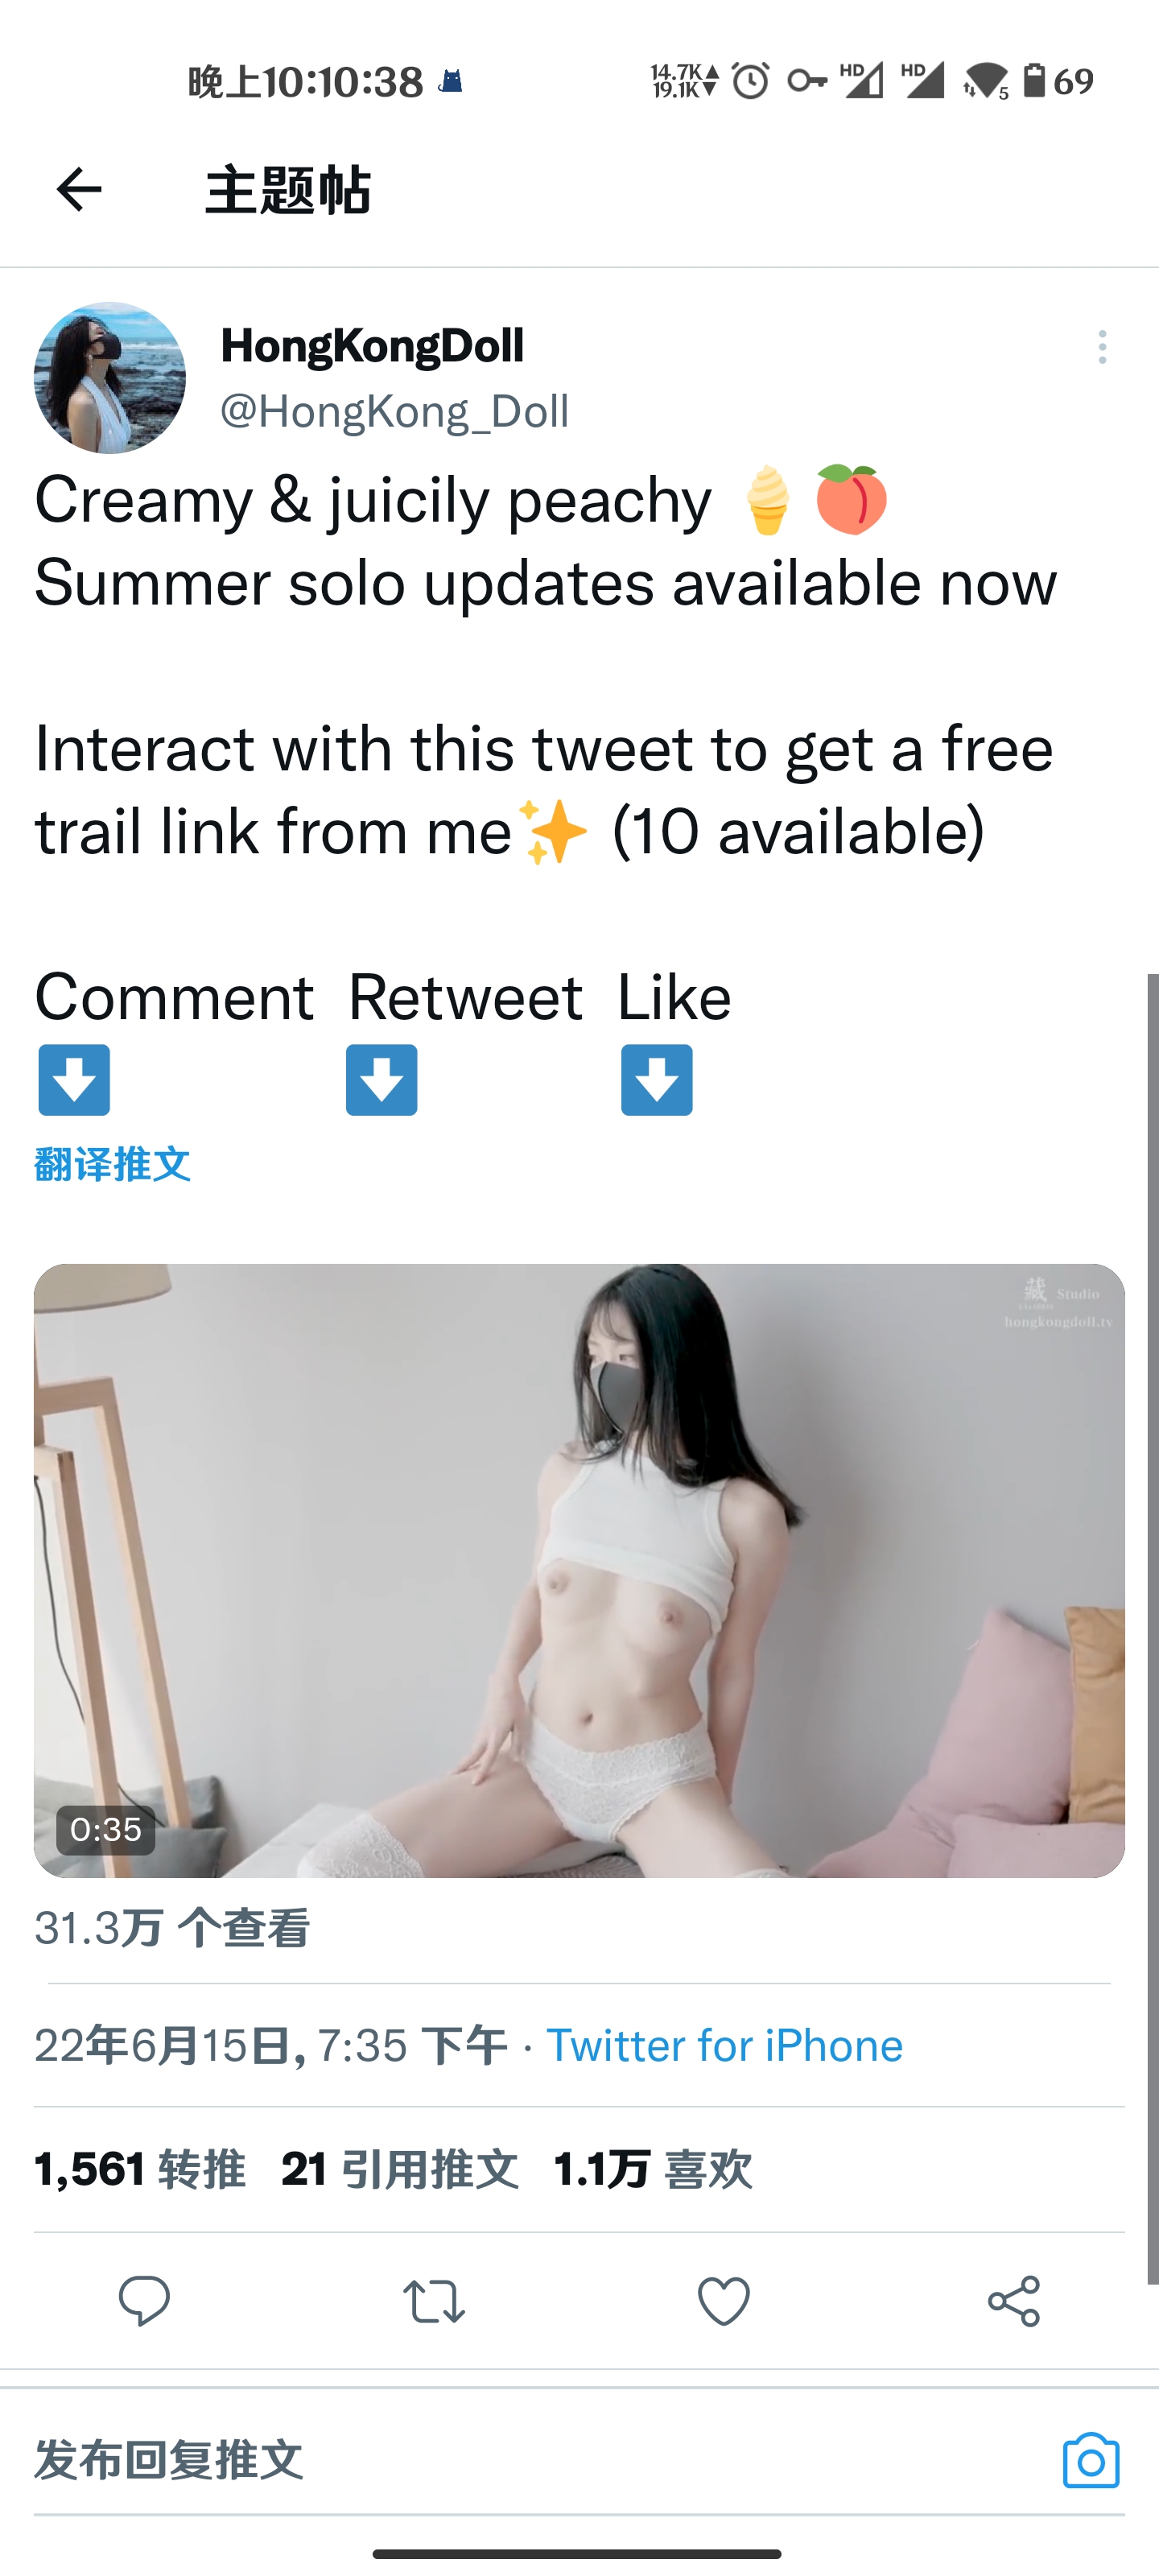 晚上10:10:38
14.7K▲
19.1K▼
HD
HD
5
69
主题帖
HongKongDoll
@HongKong_Doll
Creamy & juicily peachy 🍦🍑
Summer solo updates available now
Interact with this tweet to get a free
trail link from me✨ (10 available)
Comment Retweet Like
⬇️ ⬇️ ⬇️
翻译推文
藏 Studio
hongkongdoll.tv
0:35
31.3万 个查看
22年6月15日, 7:35 下午 · Twitter for iPhone
1,561 转推 21 引用推文 1.1万 喜欢
发布回复推文